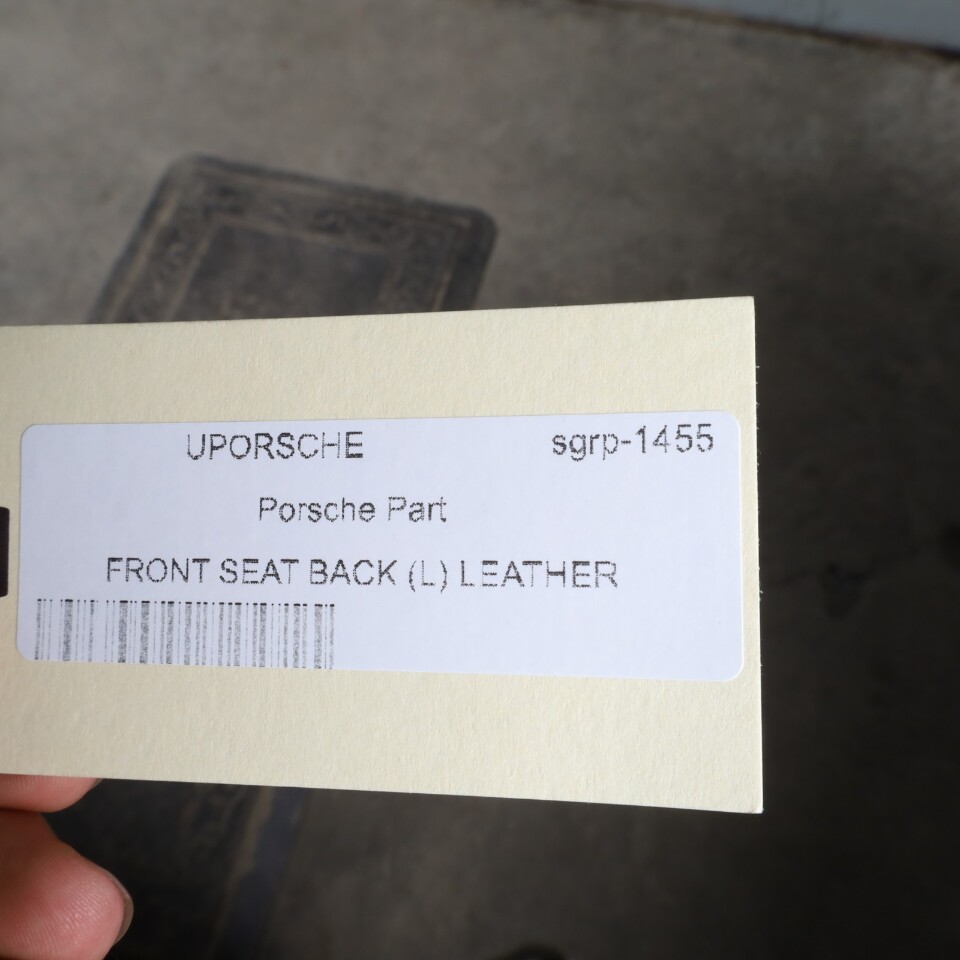 UPORSCHE sgrp-1455
Porsche Part
FRONT SEAT BACK (L) LEATHER